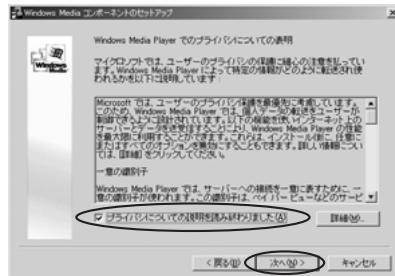 Windows Media コンポーネントのセットアップ
Windows Media Player でのプライバシについての表明
マイクロソフトでは、ユーザーのプライバシの保護に細心の注意を払ってい
ます。Windows Media Player によって特定の情報がどのように転送され使
われるかについて、以下に説明しています:
Microsoft では、ユーザーのプライバシ保護を最優先に考慮しています。
このため、Windows Media Player では、個人データの転送をユーザーが
制御できるように設計されています。以下の機能を使い インターネット上の
サーバーとデータを送受信することにより、Windows Media Player の性能
を最大限に利用することができます。これは、インストール後に、任意に
またはすべてのオプションを無効にすることもできます。詳しい情報につい
ては、[詳細] をクリックしてください。
一意の識別子
Windows Media Player では、サーバーへの接続を一意に表すために、一
意の識別子が使われます。この識別子は、ペイ パー ビューなどのサービ
プライバシについての説明を読み終わりました(A)
詳細(M)...
< 戻る(B)
次へ(N) >
キャンセル